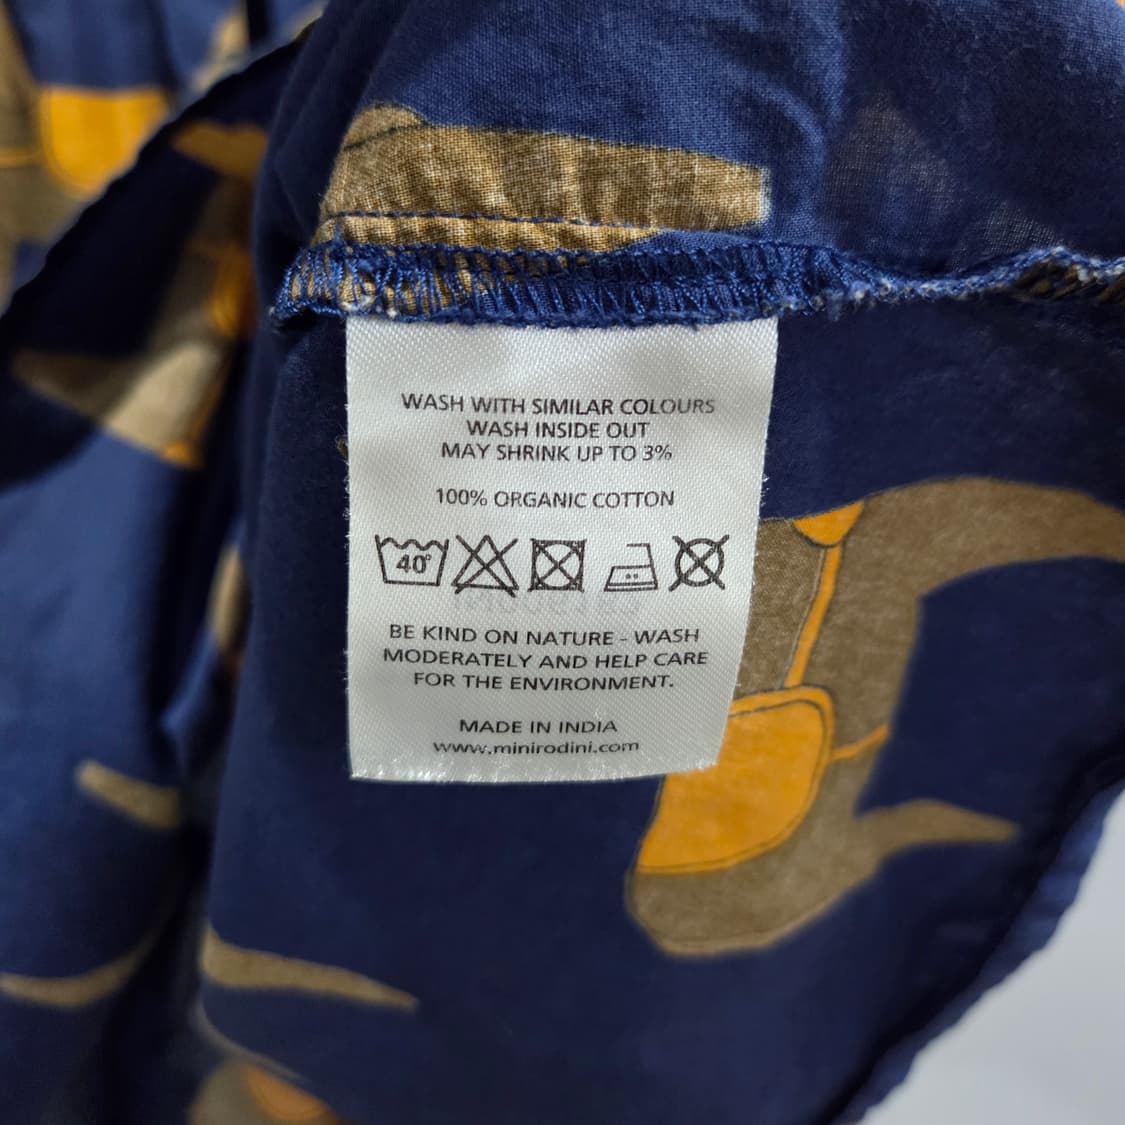 WASH WITH SIMILAR COLOURS
WASH INSIDE OUT
MAY SHRINK UP TO 3%
100% ORGANIC COTTON
40°
BE KIND ON NATURE - WASH
MODERATELY AND HELP CARE
FOR THE ENVIRONMENT.
MADE IN INDIA
www.minirodini.com